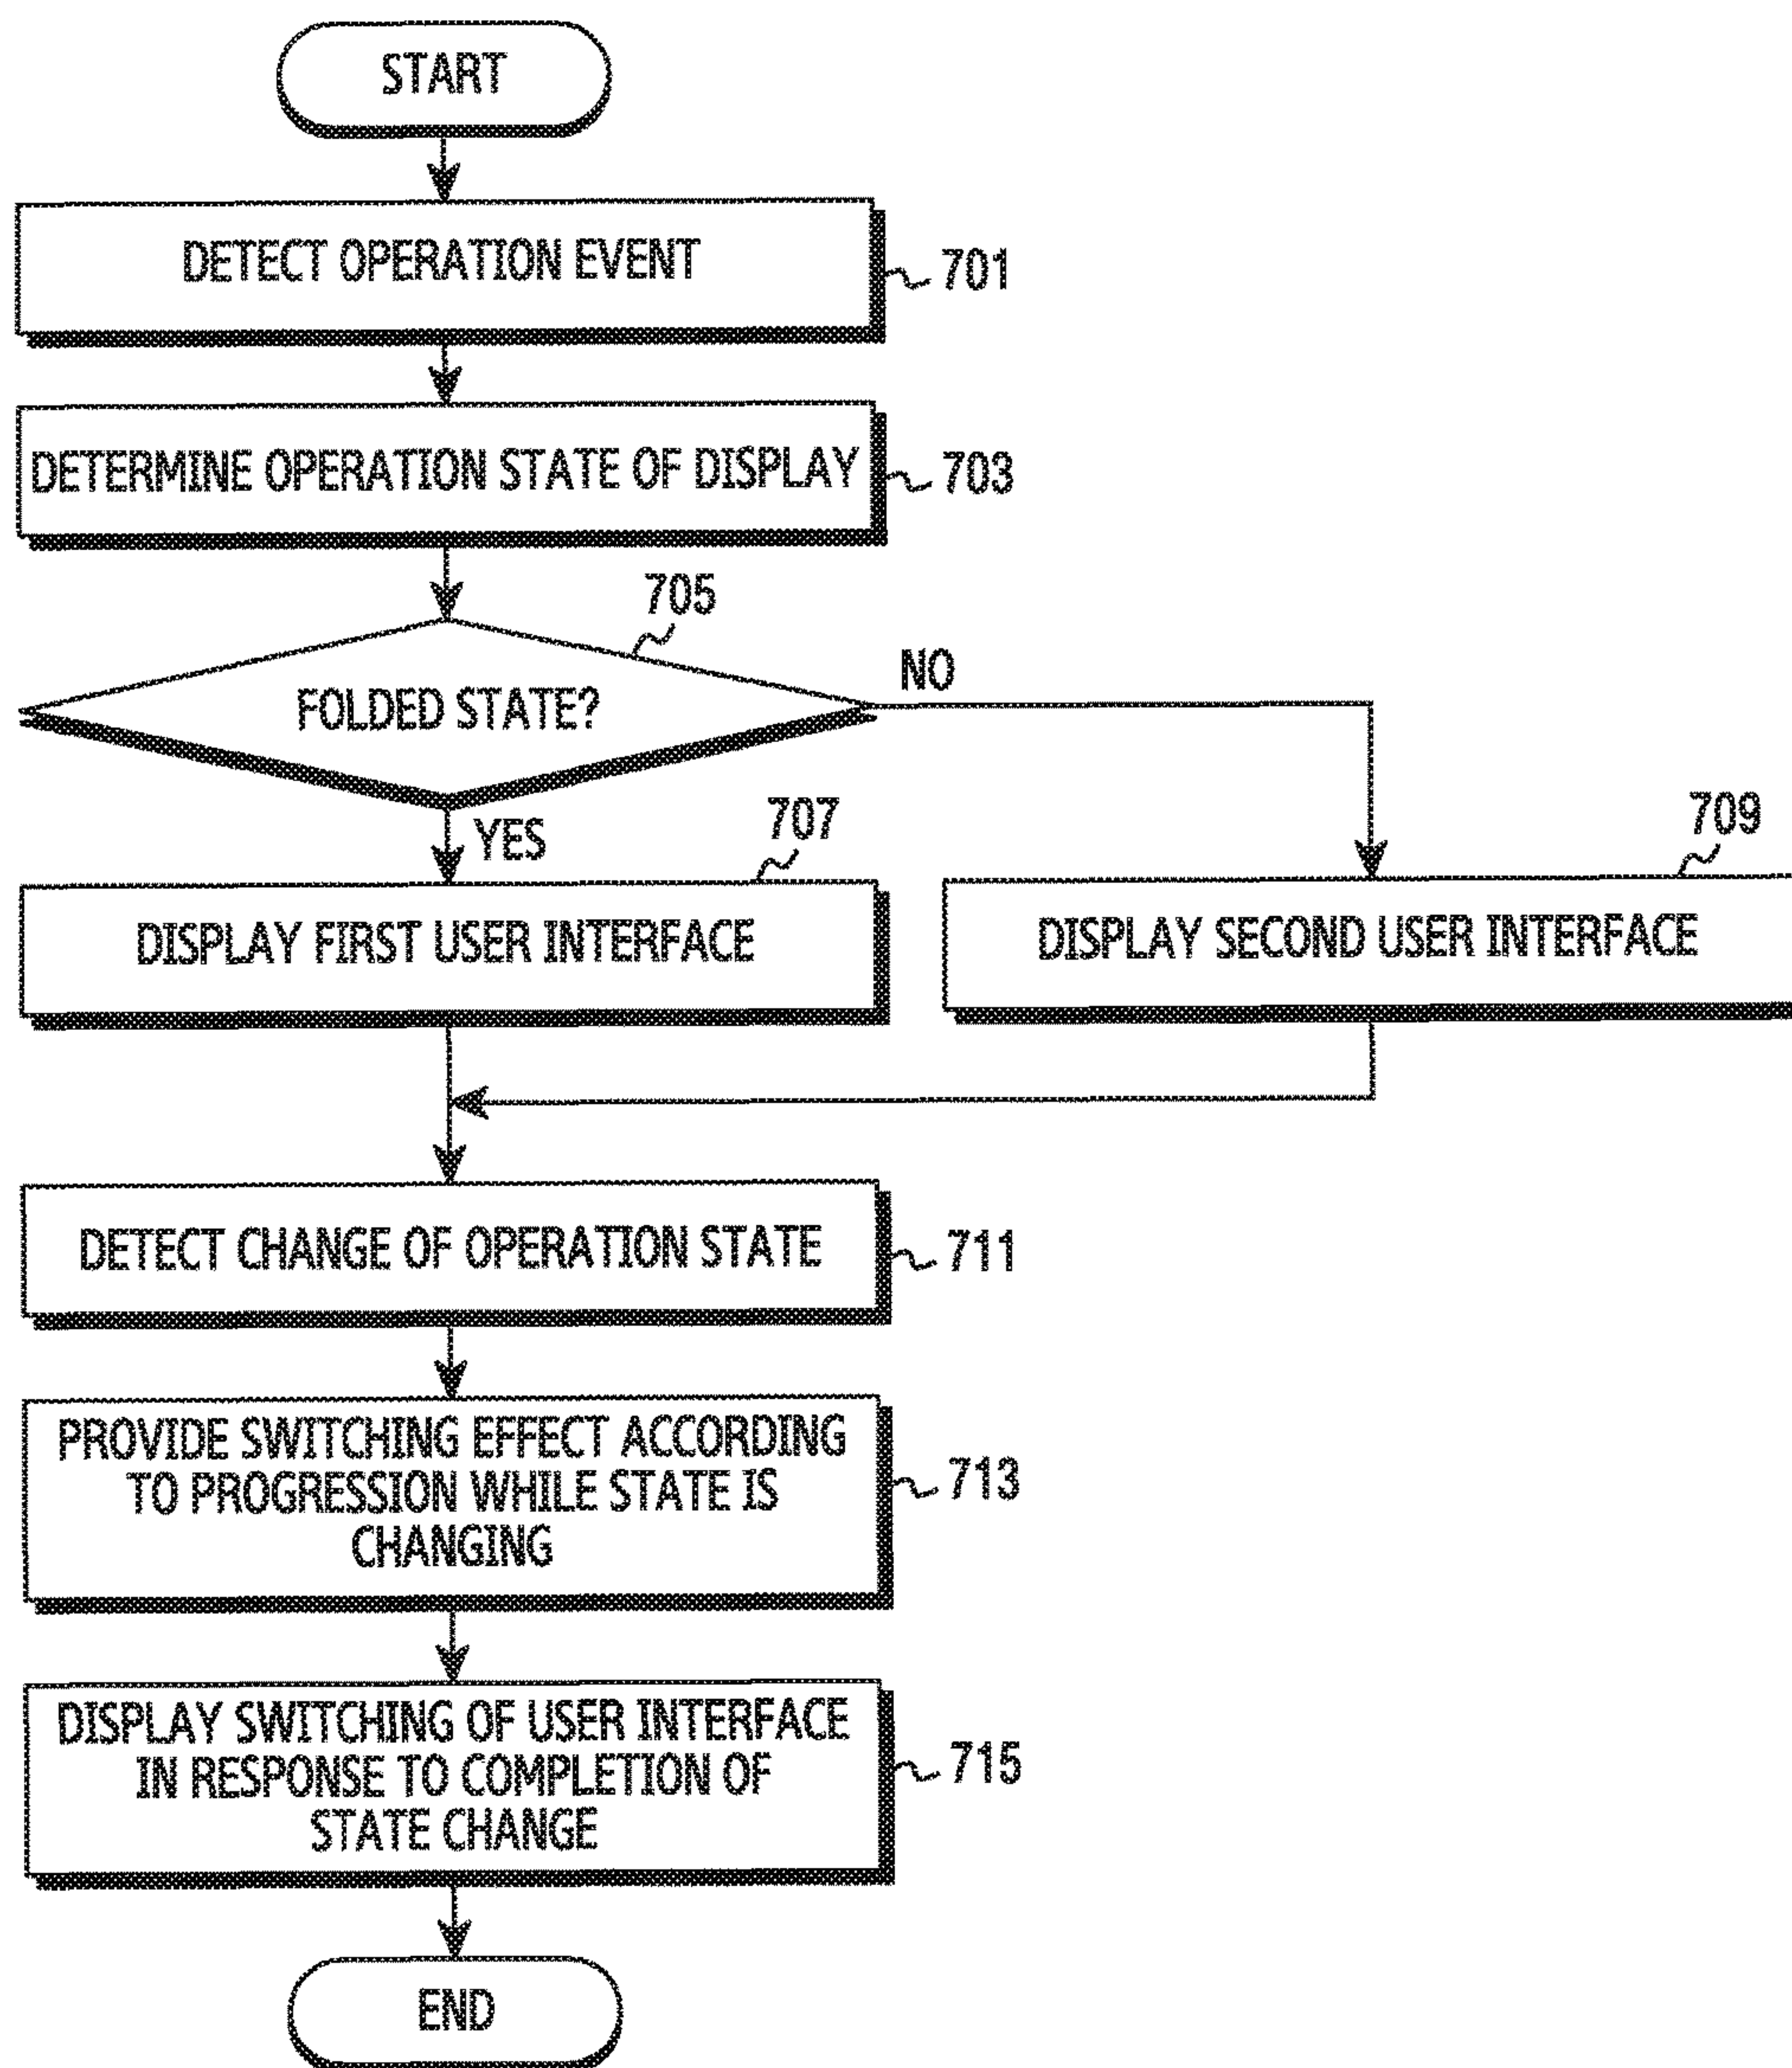 START
DETECT OPERATION EVENT
701
DETERMINE OPERATION STATE OF DISPLAY
703
705
FOLDED STATE?
NO
YES
707
709
DISPLAY FIRST USER INTERFACE
DISPLAY SECOND USER INTERFACE
DETECT CHANGE OF OPERATION STATE
711
PROVIDE SWITCHING EFFECT ACCORDING
TO PROGRESSION WHILE STATE IS
CHANGING
713
DISPLAY SWITCHING OF USER INTERFACE
IN RESPONSE TO COMPLETION OF
STATE CHANGE
715
END